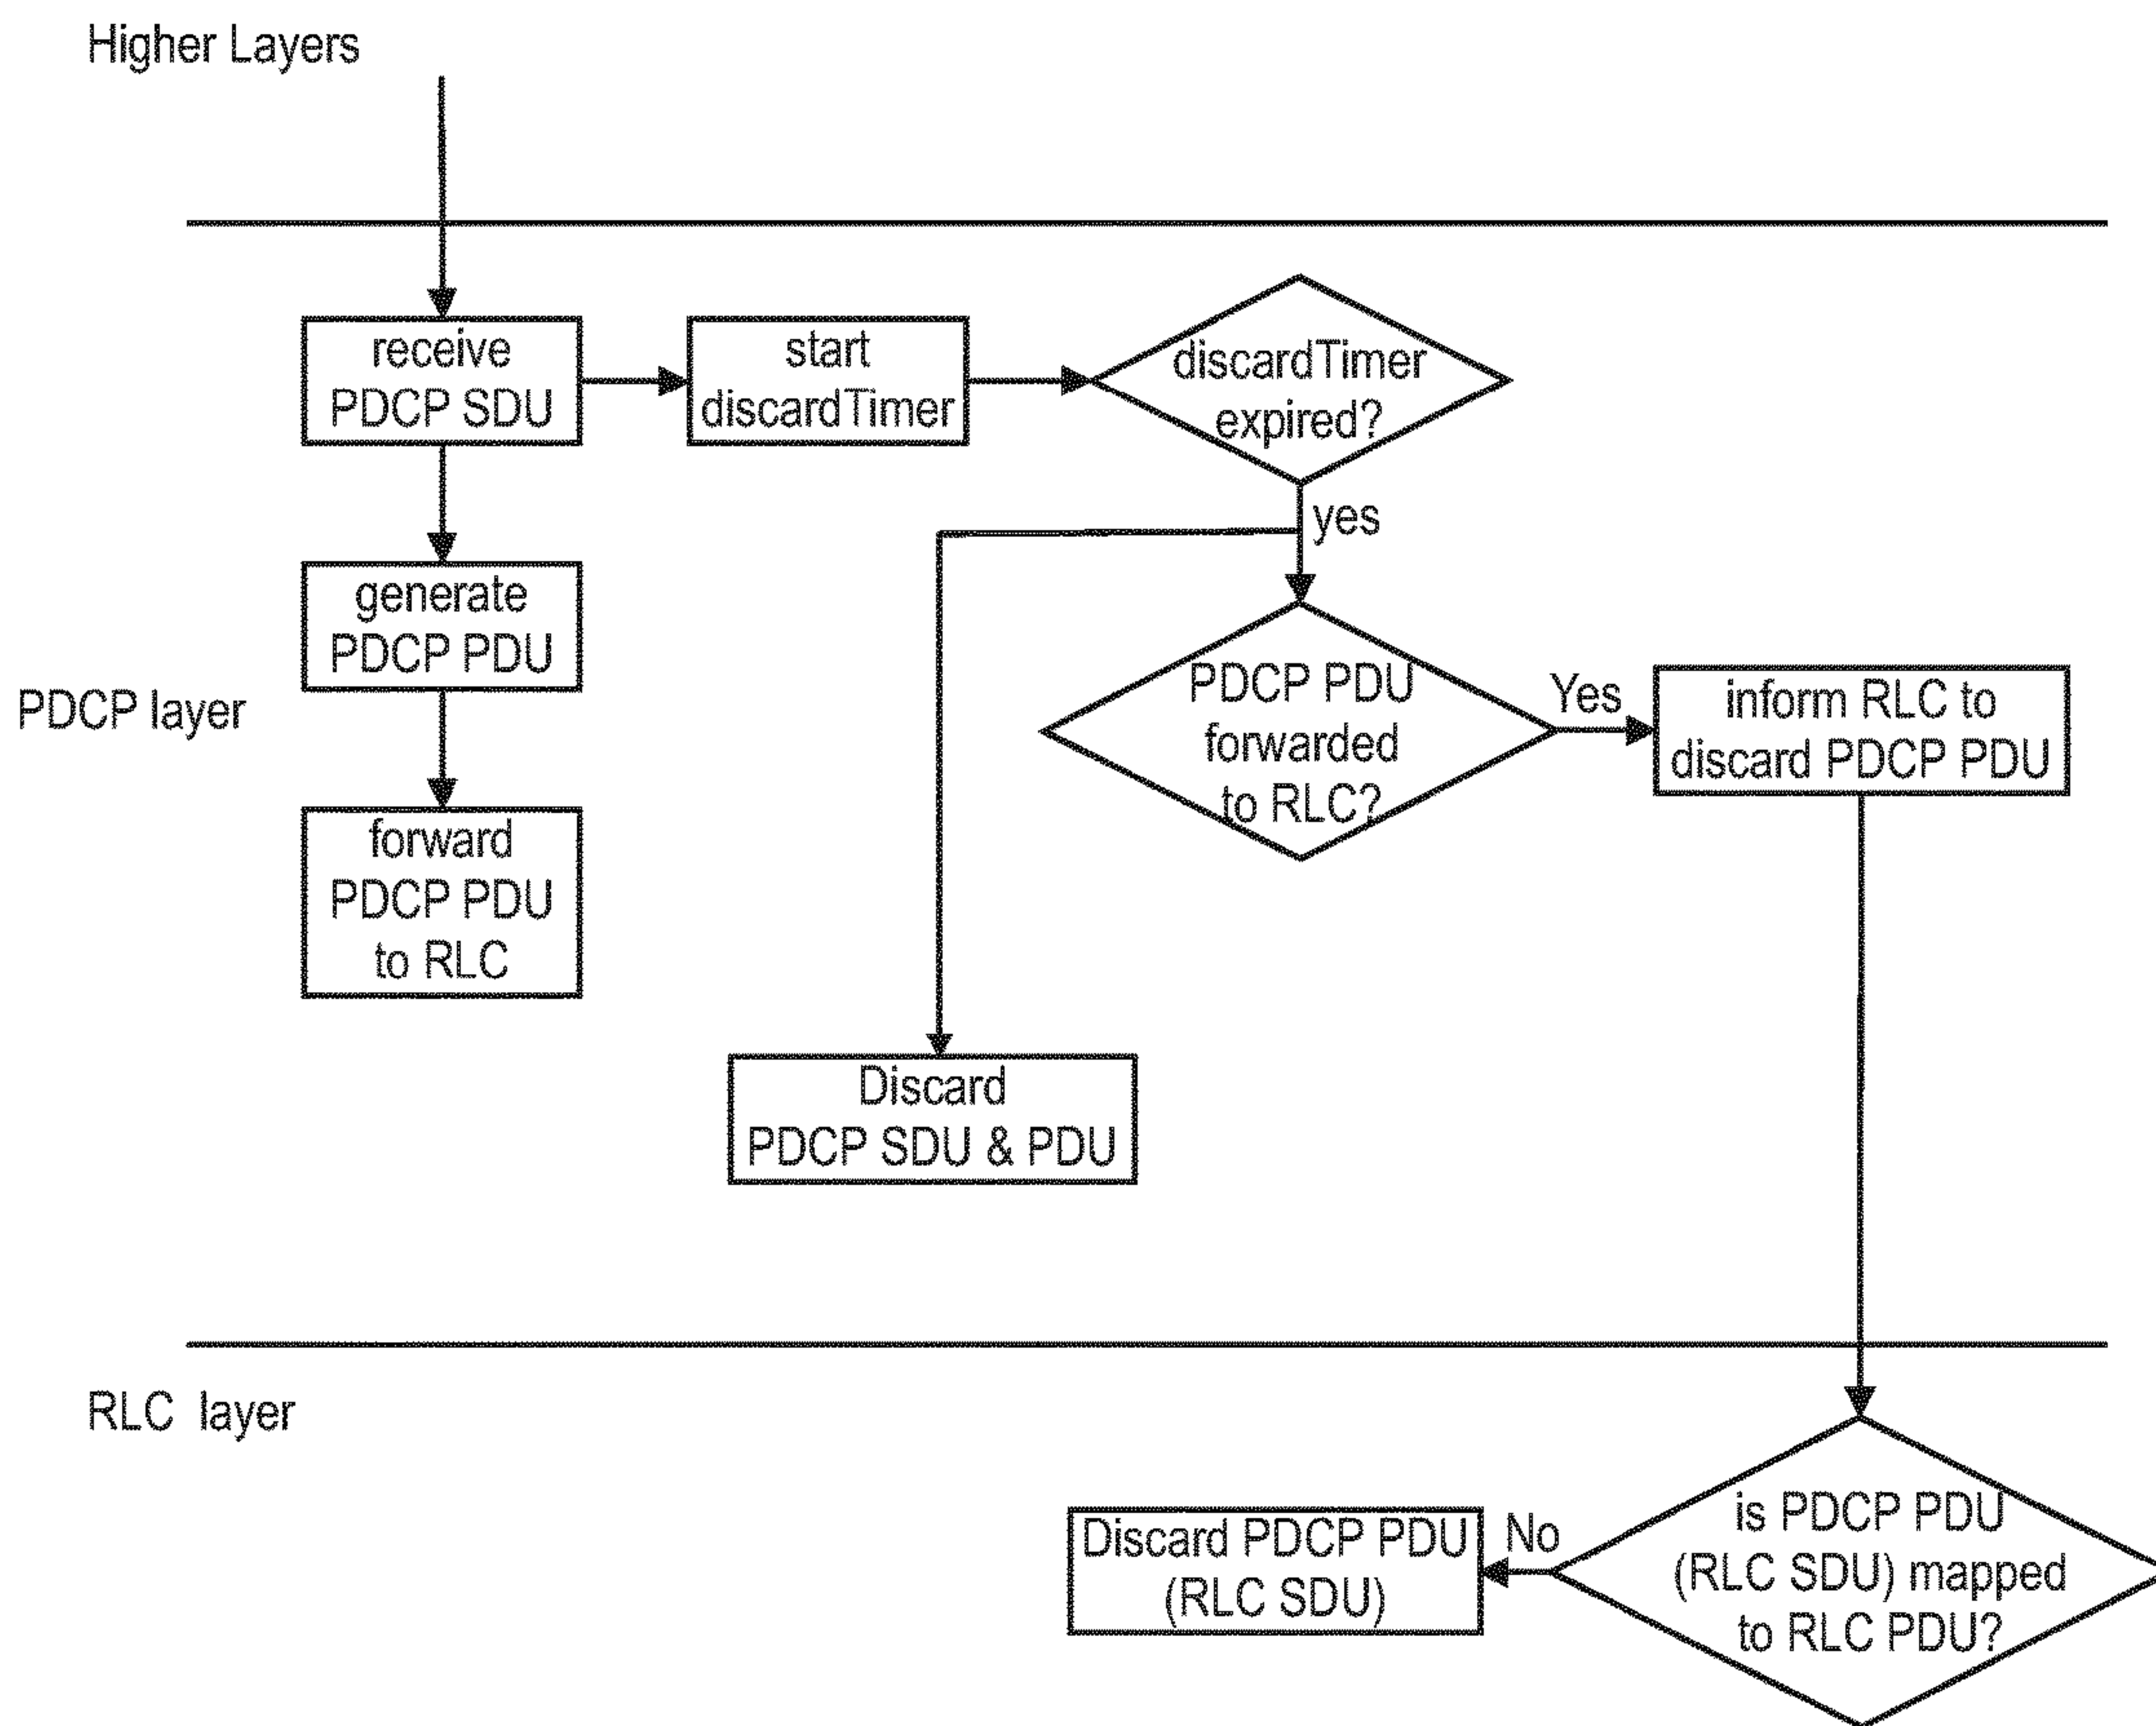 Higher Layers
receive
PDCP SDU
start
discardTimer
discardTimer
expired?
yes
generate
PDCP PDU
PDCP layer
PDCP PDU
forwarded
to RLC?
Yes
inform RLC to
discard PDCP PDU
forward
PDCP PDU
to RLC
Discard
PDCP SDU & PDU
RLC layer
is PDCP PDU
(RLC SDU) mapped
to RLC PDU?
No
Discard PDCP PDU
(RLC SDU)